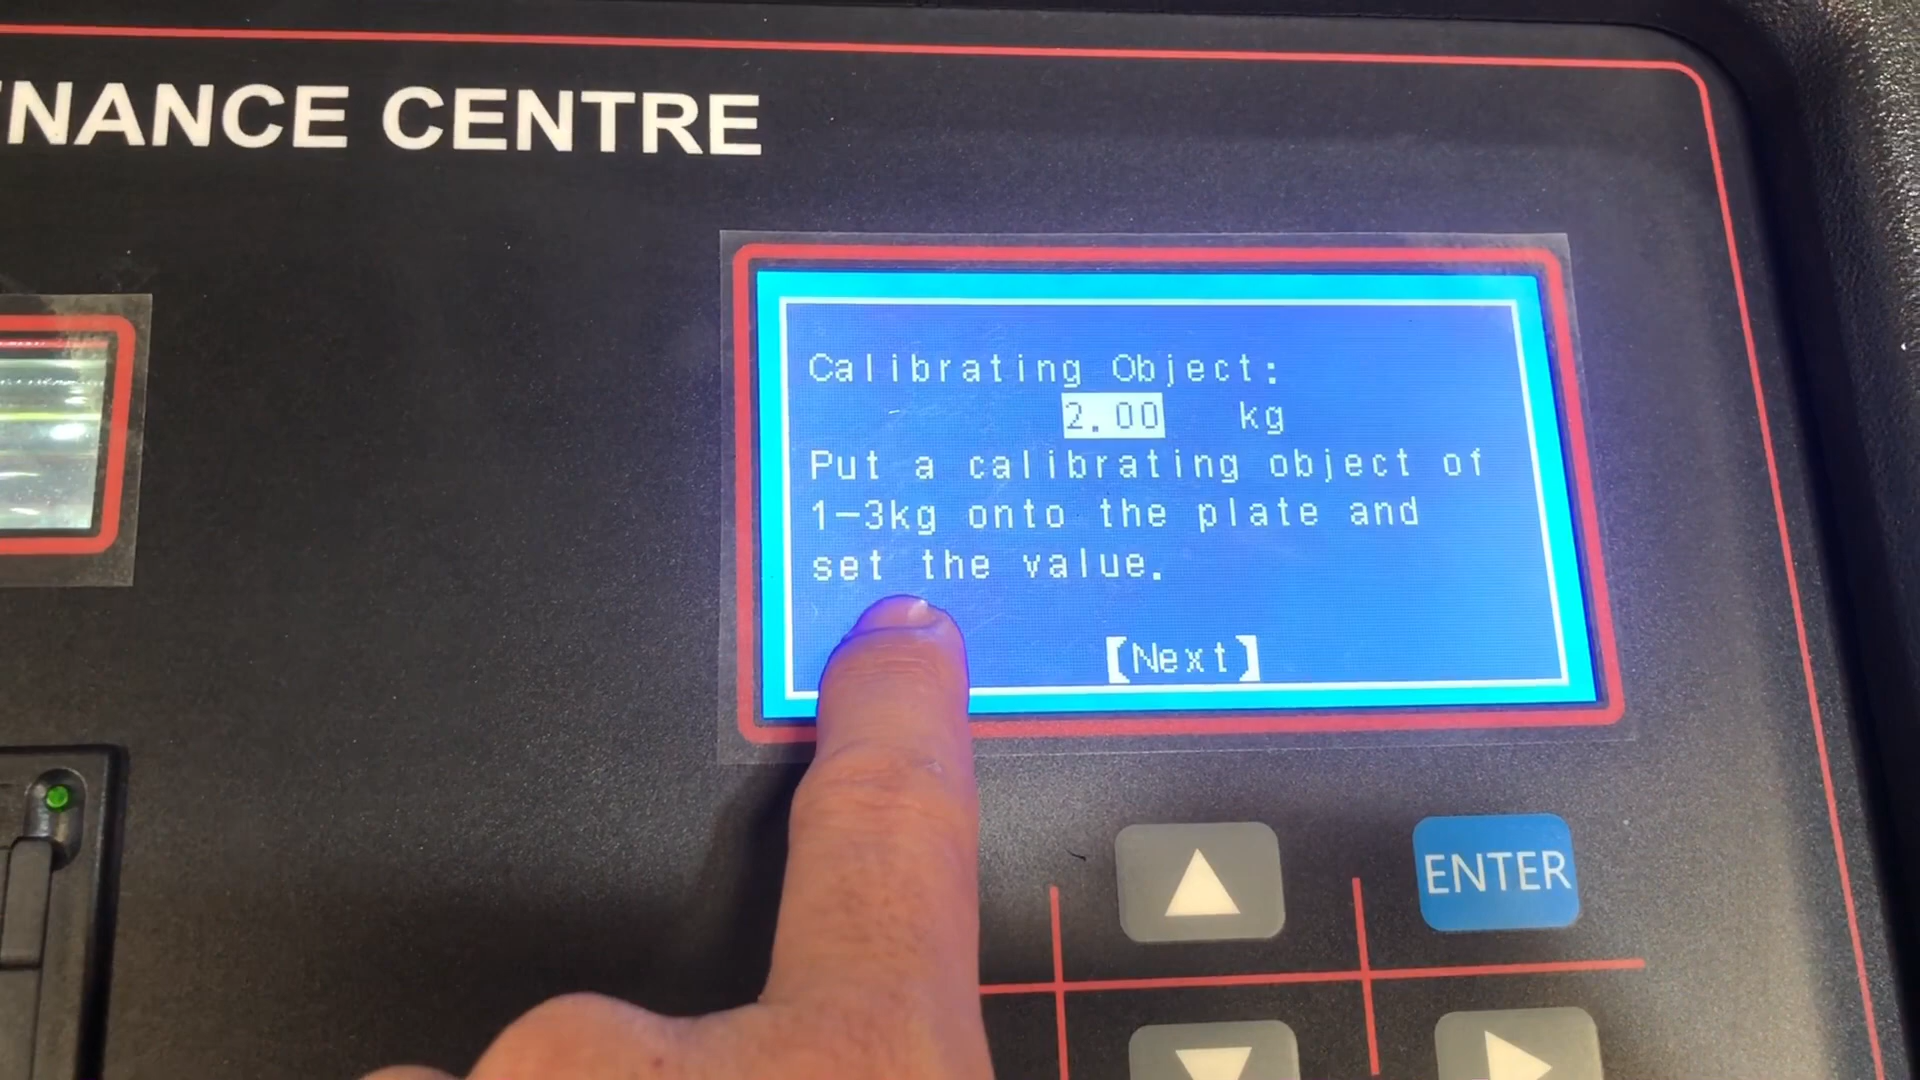 NANCE CENTRE
Calibrating Object:
2.00 kg
Put a calibrating object of
1-3kg onto the plate and
set the value.
【Next】
ENTER